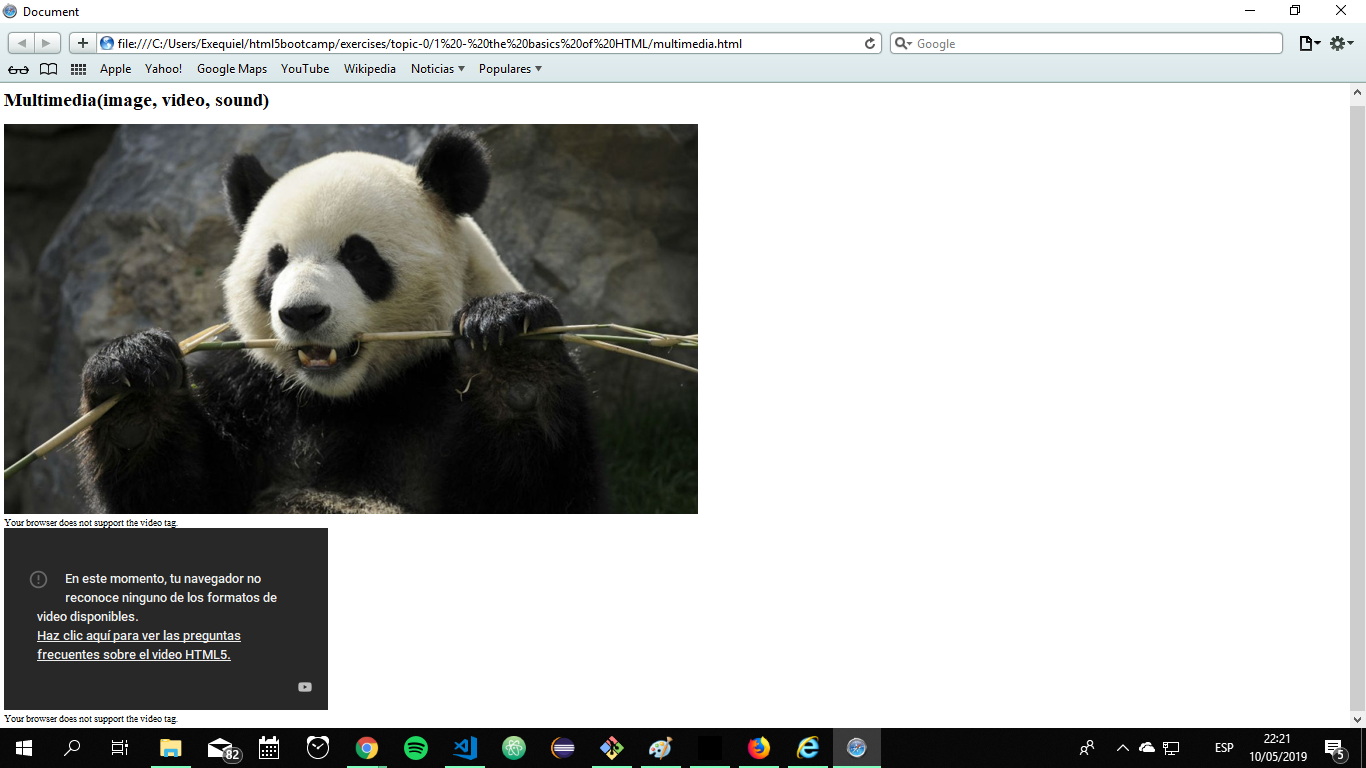 Document
file:///C:/Users/Exequiel/html5bootcamp/exercises/topic-0/1%20-%20the%20basics%20of%20HTML/multimedia.html
Google
Apple Yahoo! Google Maps YouTube Wikipedia Noticias Populares
Multimedia(image, video, sound)
Your browser does not support the video tag.
En este momento, tu navegador no
reconoce ninguno de los formatos de
video disponibles.
Haz clic aquí para ver las preguntas
frecuentes sobre el video HTML5.
Your browser does not support the video tag.
82
ESP
22:21
10/05/2019
5